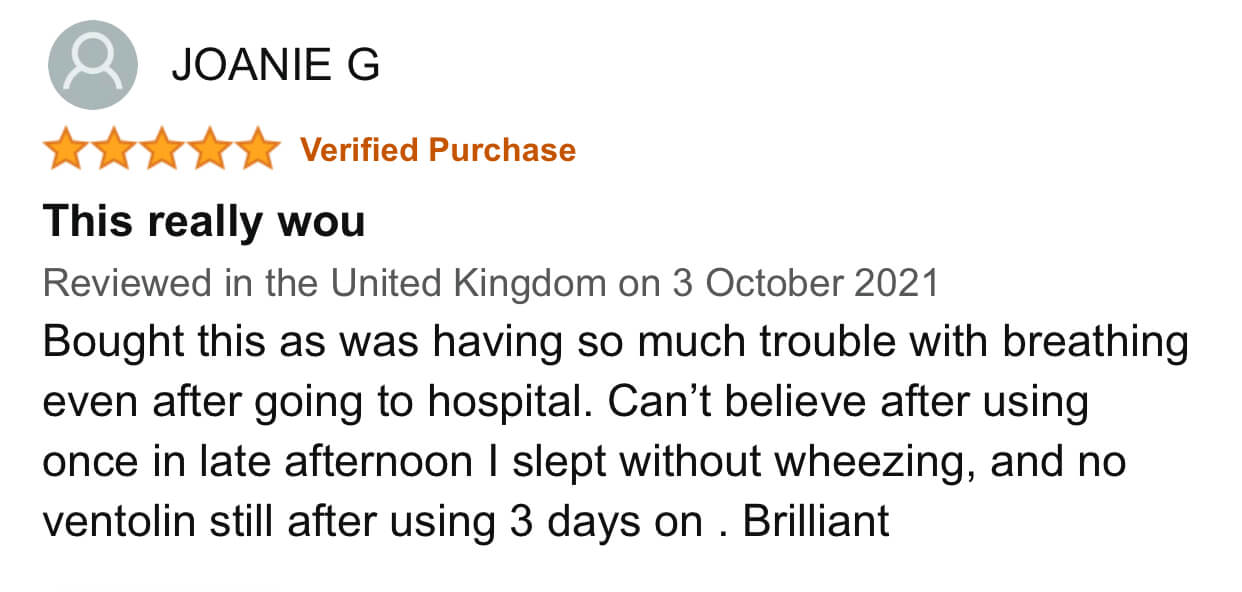 JOANIE G
Verified Purchase
This really wou
Reviewed in the United Kingdom on 3 October 2021
Bought this as was having so much trouble with breathing
even after going to hospital. Can’t believe after using
once in late afternoon I slept without wheezing, and no
ventolin still after using 3 days on . Brilliant